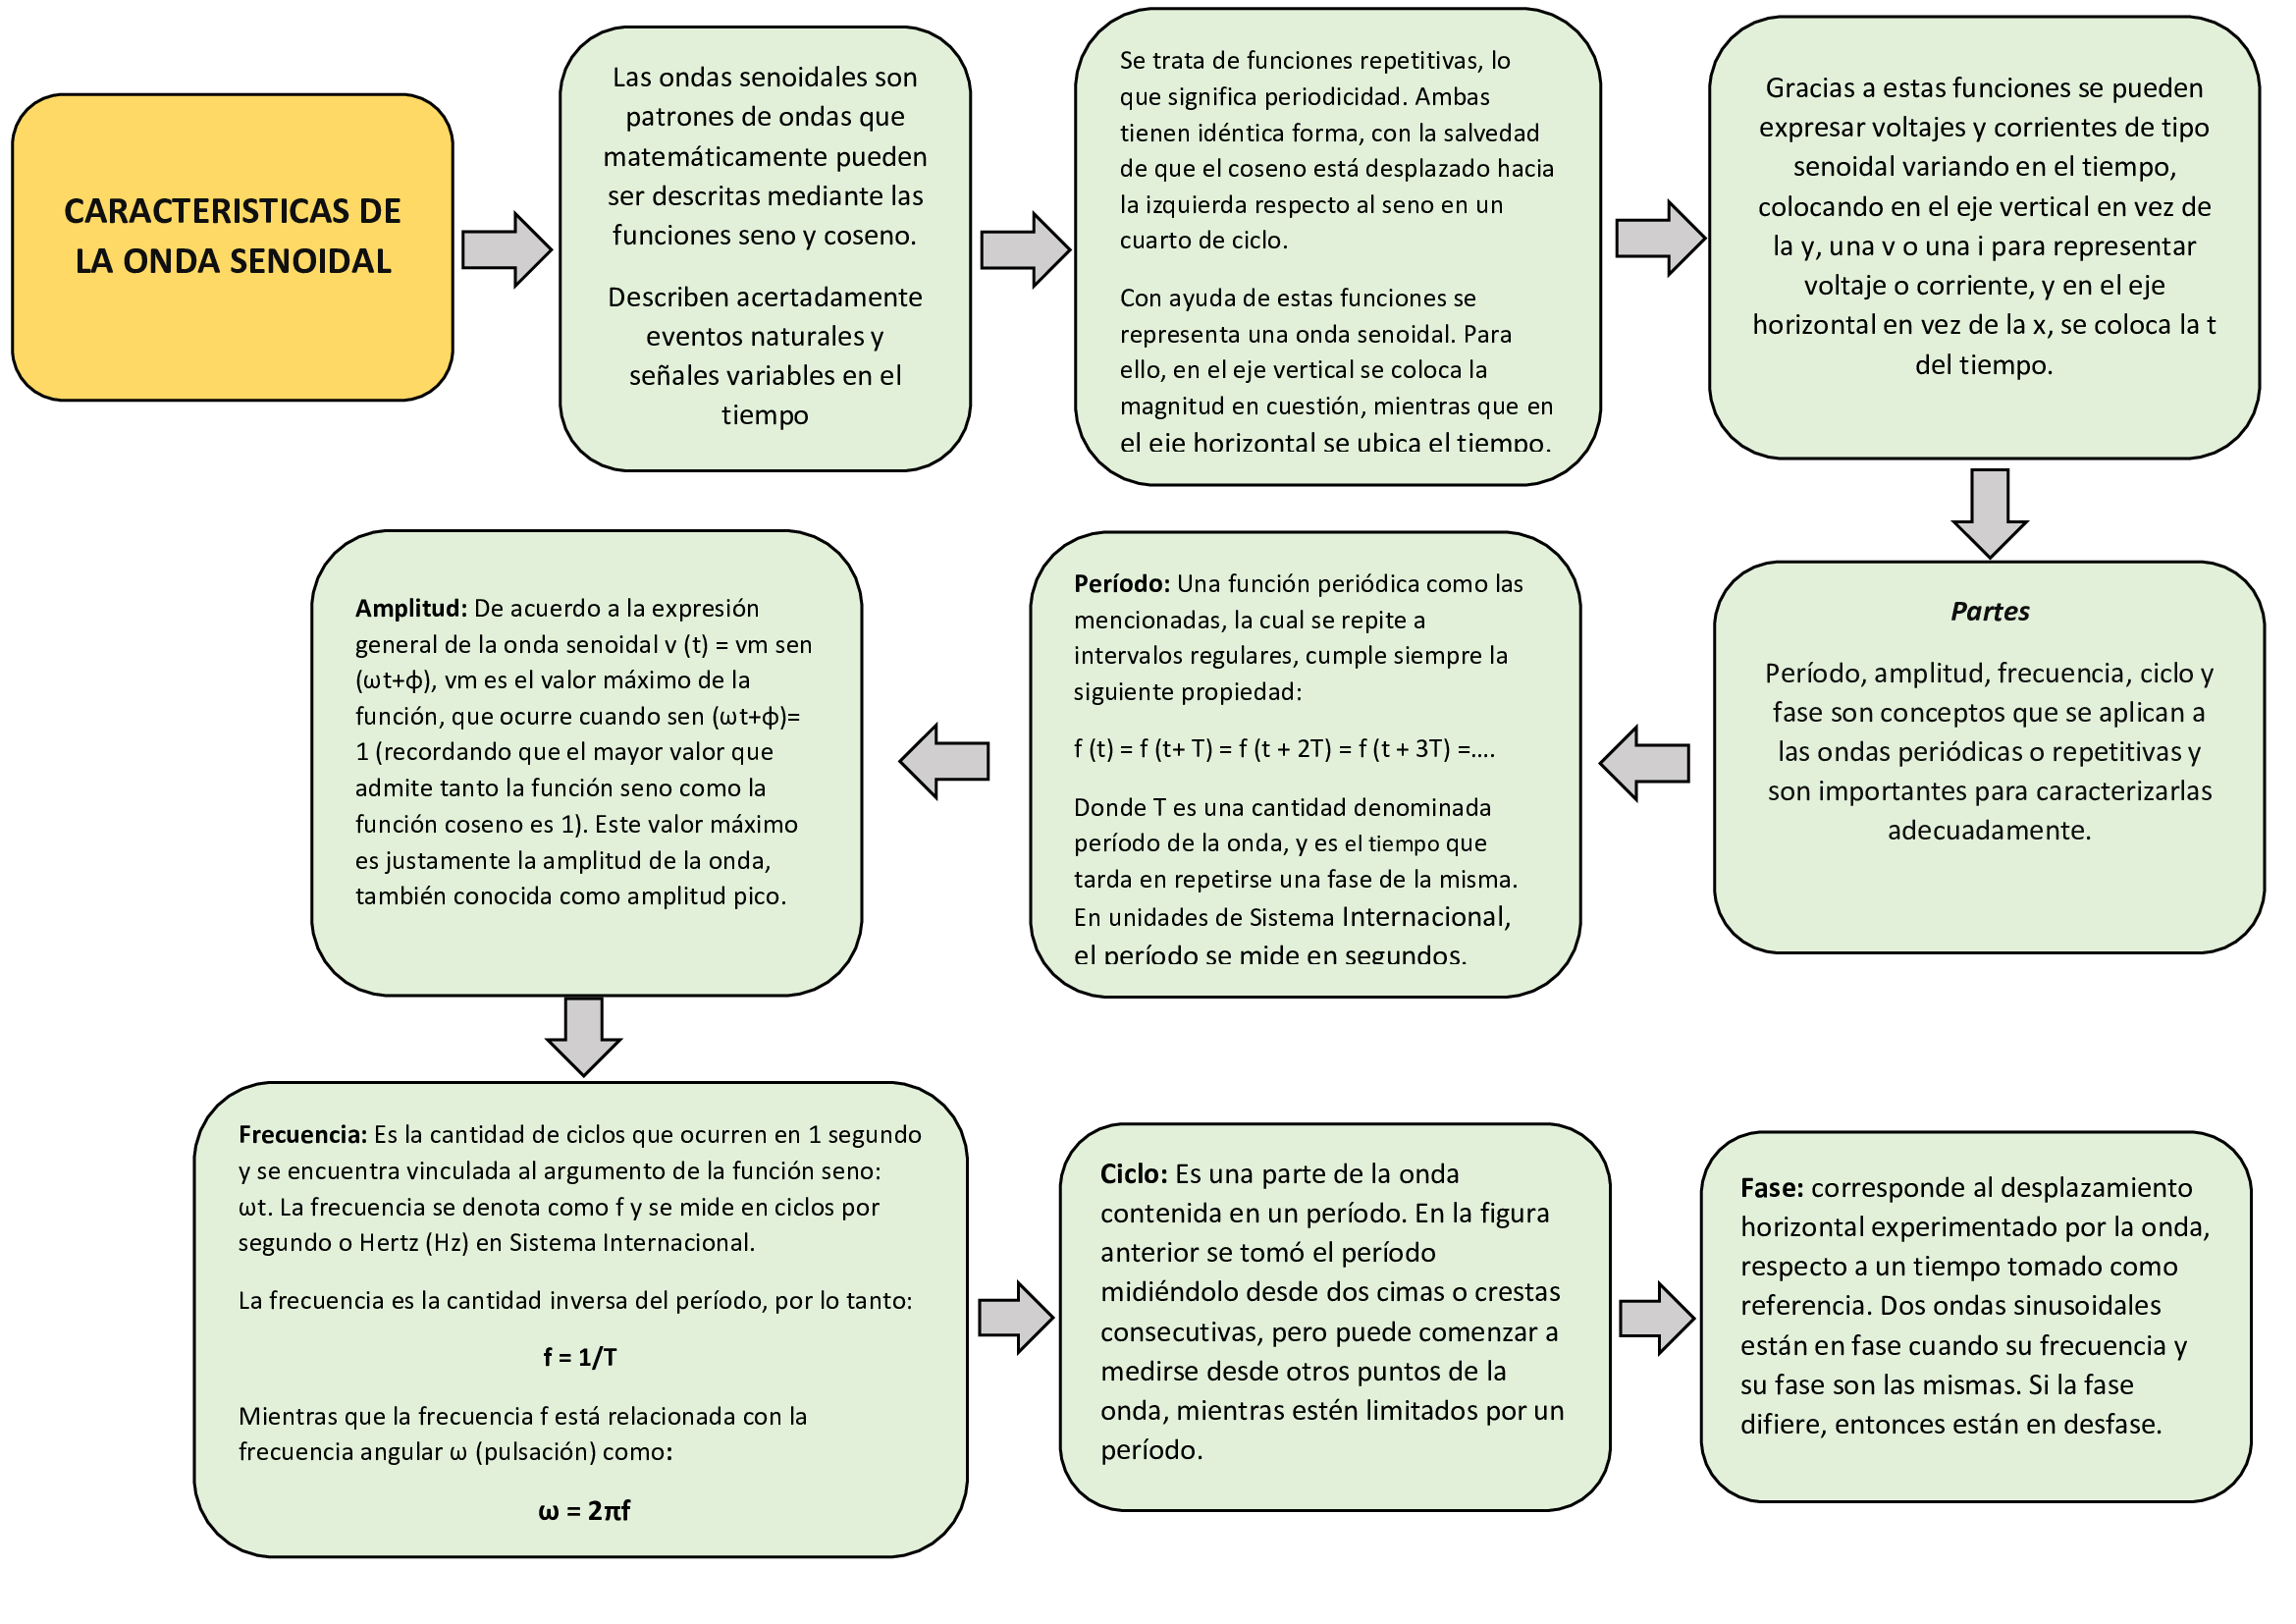 CARACTERISTICAS DE
LA ONDA SENOIDAL
Las ondas senoidales son
patrones de ondas que
matemáticamente pueden
ser descritas mediante las
funciones seno y coseno.
Describen acertadamente
eventos naturales y
señales variables en el
tiempo
Se trata de funciones repetitivas, lo
que significa periodicidad. Ambas
tienen idéntica forma, con la salvedad
de que el coseno está desplazado hacia
la izquierda respecto al seno en un
cuarto de ciclo.
Con ayuda de estas funciones se
representa una onda senoidal. Para
ello, en el eje vertical se coloca la
magnitud en cuestión, mientras que en
el eje horizontal se ubica el tiempo.
Gracias a estas funciones se pueden
expresar voltajes y corrientes de tipo
senoidal variando en el tiempo,
colocando en el eje vertical en vez de
la y, una v o una i para representar
voltaje o corriente, y en el eje
horizontal en vez de la x, se coloca la t
del tiempo.
Partes
Período, amplitud, frecuencia, ciclo y
fase son conceptos que se aplican a
las ondas periódicas o repetitivas y
son importantes para caracterizarlas
adecuadamente.
Período: Una función periódica como las
mencionadas, la cual se repite a
intervalos regulares, cumple siempre la
siguiente propiedad:
f (t) = f (t+ T) = f (t + 2T) = f (t + 3T) =....
Donde T es una cantidad denominada
período de la onda, y es el tiempo que
tarda en repetirse una fase de la misma.
En unidades de Sistema Internacional,
el período se mide en segundos.
Amplitud: De acuerdo a la expresión
general de la onda senoidal v (t) = vm sen
(ωt+φ), vm es el valor máximo de la
función, que ocurre cuando sen (ωt+φ)=
1 (recordando que el mayor valor que
admite tanto la función seno como la
función coseno es 1). Este valor máximo
es justamente la amplitud de la onda,
también conocida como amplitud pico.
Frecuencia: Es la cantidad de ciclos que ocurren en 1 segundo
y se encuentra vinculada al argumento de la función seno:
ωt. La frecuencia se denota como f y se mide en ciclos por
segundo o Hertz (Hz) en Sistema Internacional.
La frecuencia es la cantidad inversa del período, por lo tanto:
f = 1/T
Mientras que la frecuencia f está relacionada con la
frecuencia angular ω (pulsación) como:
ω = 2πf
Ciclo: Es una parte de la onda
contenida en un período. En la figura
anterior se tomó el período
midiéndolo desde dos cimas o crestas
consecutivas, pero puede comenzar a
medirse desde otros puntos de la
onda, mientras estén limitados por un
período.
Fase: corresponde al desplazamiento
horizontal experimentado por la onda,
respecto a un tiempo tomado como
referencia. Dos ondas sinusoidales
están en fase cuando su frecuencia y
su fase son las mismas. Si la fase
difiere, entonces están en desfase.